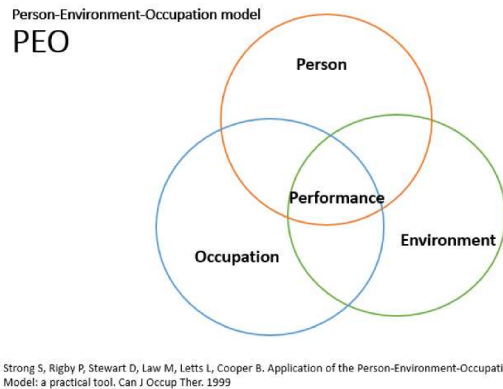 Person-Environment-Occupation model
PEO
Person
Performance
Environment
Occupation
Strong S, Rigby P, Stewart D, Law M, Letts L, Cooper B. Application of the Person-Environment-Occupati
Model: a practical tool. Can J Occup Ther. 1999